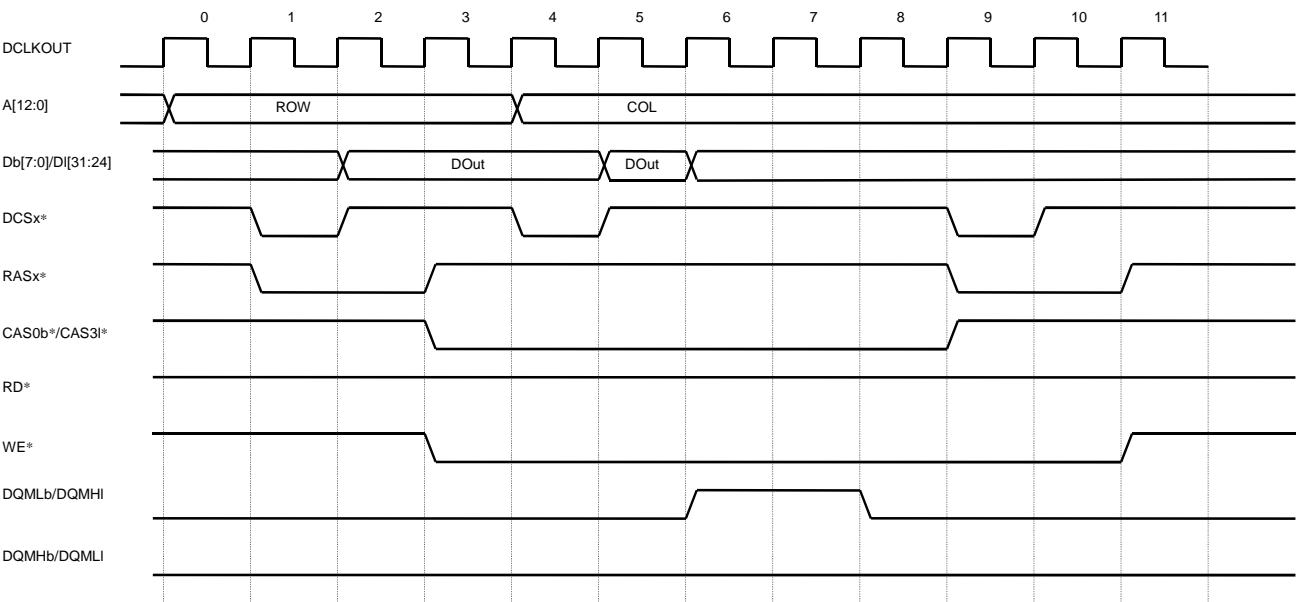 0 1 2 3 4 5 6 7 8 9 10 11
DCLKOUT
A[12:0] ROW COL
Db[7:0]/Dl[31:24] DOut DOut
DCSx*
RASx*
CAS0b*/CAS3l*
RD*
WE*
DQMLb/DQMHl
DQMHb/DQMLl